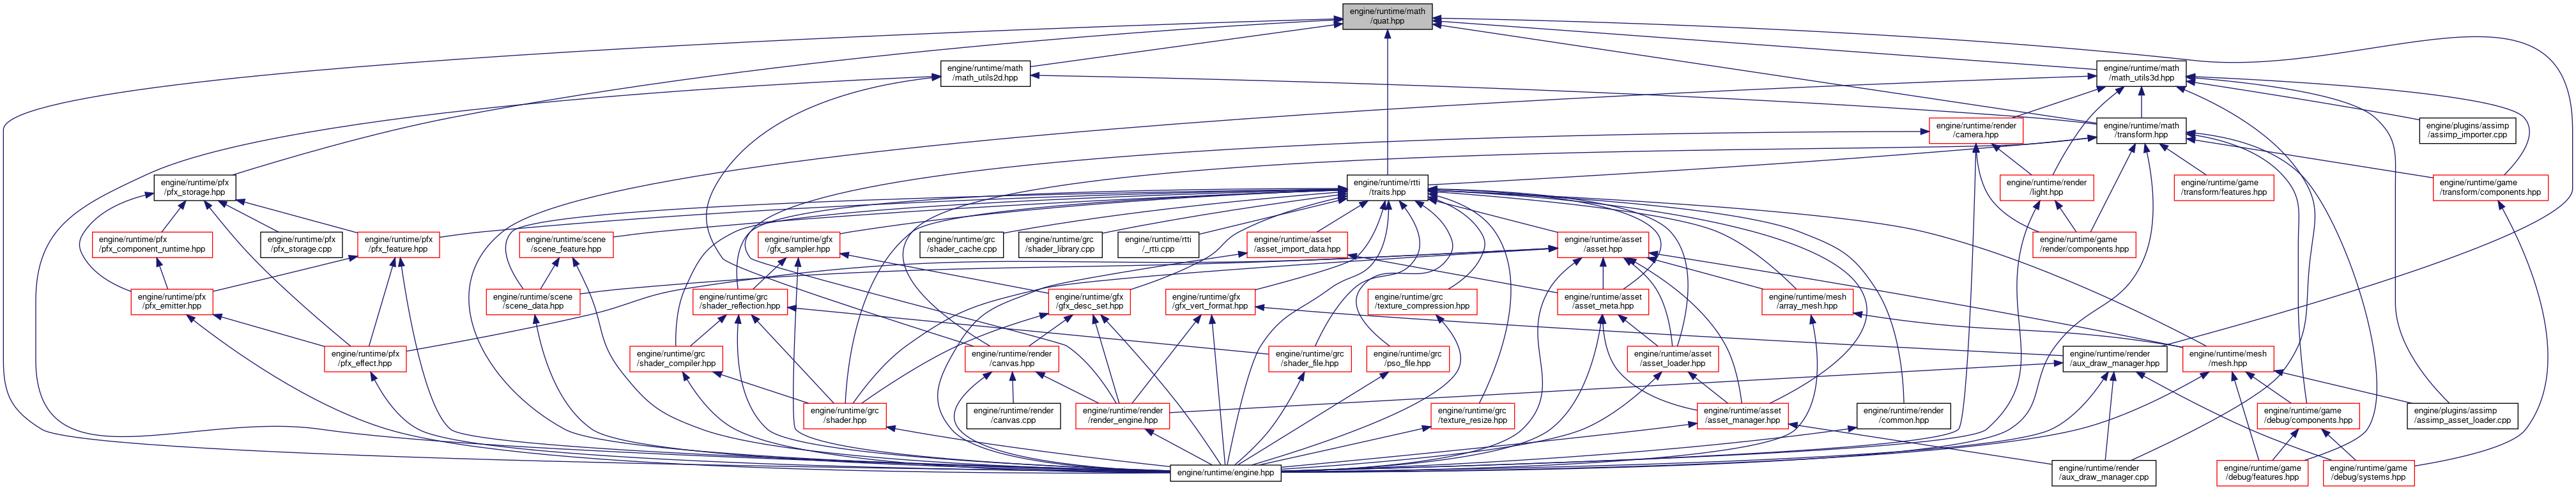 engine/runtime/math
/quat.hpp
engine/runtime/math
/math_utils2d.hpp
engine/runtime/math
/math_utils3d.hpp
engine/runtime/render
/camera.hpp
engine/runtime/math
/transform.hpp
engine/plugins/assimp
/assimp_importer.cpp
engine/runtime/pfx
/pfx_storage.hpp
engine/runtime/rtti
/traits.hpp
engine/runtime/render
/light.hpp
engine/runtime/game
/transform/features.hpp
engine/runtime/game
/transform/components.hpp
engine/runtime/pfx
/pfx_component_runtime.hpp
engine/runtime/pfx
/pfx_storage.cpp
engine/runtime/pfx
/pfx_feature.hpp
engine/runtime/scene
/scene_feature.hpp
engine/runtime/gfx
/gfx_sampler.hpp
engine/runtime/grc
/shader_cache.cpp
engine/runtime/grc
/shader_library.cpp
engine/runtime/rtti
/_rtti.cpp
engine/runtime/asset
/asset_import_data.hpp
engine/runtime/asset
/asset.hpp
engine/runtime/game
/render/components.hpp
engine/runtime/pfx
/pfx_emitter.hpp
engine/runtime/scene
/scene_data.hpp
engine/runtime/grc
/shader_reflection.hpp
engine/runtime/gfx
/gfx_desc_set.hpp
engine/runtime/gfx
/gfx_vert_format.hpp
engine/runtime/grc
/texture_compression.hpp
engine/runtime/asset
/asset_meta.hpp
engine/runtime/mesh
/array_mesh.hpp
engine/runtime/pfx
/pfx_effect.hpp
engine/runtime/grc
/shader_compiler.hpp
engine/runtime/render
/canvas.hpp
engine/runtime/grc
/shader_file.hpp
engine/runtime/grc
/pso_file.hpp
engine/runtime/asset
/asset_loader.hpp
engine/runtime/render
/aux_draw_manager.hpp
engine/runtime/mesh
/mesh.hpp
engine/runtime/grc
/shader.hpp
engine/runtime/render
/canvas.cpp
engine/runtime/render
/render_engine.hpp
engine/runtime/grc
/texture_resize.hpp
engine/runtime/asset
/asset_manager.hpp
engine/runtime/render
/common.hpp
engine/runtime/game
/debug/components.hpp
engine/plugins/assimp
/assimp_asset_loader.cpp
engine/runtime/engine.hpp
engine/runtime/render
/aux_draw_manager.cpp
engine/runtime/game
/debug/features.hpp
engine/runtime/game
/debug/systems.hpp